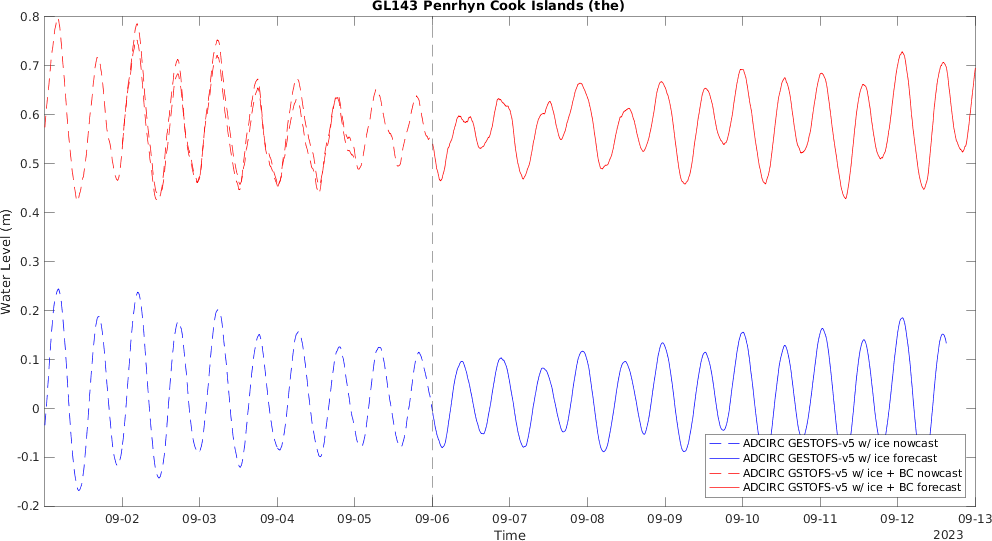 GL143 Penrhyn Cook Islands (the)
0.8
0.7
0.6
0.5
0.4
0.3
0.2
0.1
0
-0.1
-0.2
Water Level (m)
ADCIRC GESTOFS-v5 w/ ice nowcast
ADCIRC GESTOFS-v5 w/ ice forecast
ADCIRC GSTOFS-v5 w/ ice + BC nowcast
ADCIRC GSTOFS-v5 w/ ice + BC forecast
09-02 09-03 09-04 09-05 09-06 09-07 09-08 09-09 09-10 09-11 09-12 09-13
Time
2023